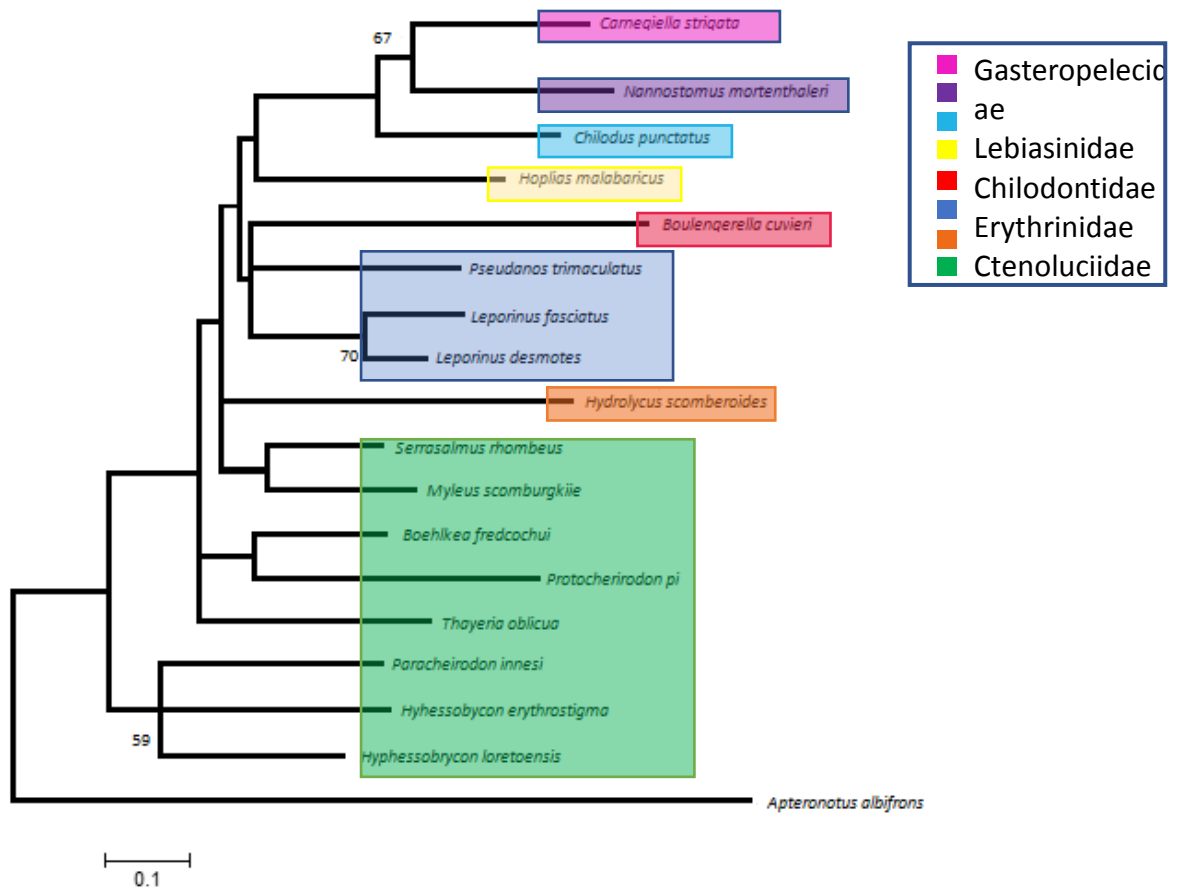 Carnegiella strigata
67
Nannostomus mortenthaleri
Chilodus punctatus
Hoplias malabaricus
Boulengerella cuvieri
Pseudanos trimaculatus
Leporinus fasciatus
70
Leporinus desmotes
Hydrolycus scomberoides
Serrasalmus rhombeus
Myleus scomburgkiie
Boehlkea fredcochui
Protocherirodon pi
Thayeria oblicua
Paracheirodon innesi
Hyhessobycon erythrostigma
59
Hyphessobrycon loretoensis
Apteronotus albifrons
0.1
Gasteropelecid
ae
Lebiasinidae
Chilodontidae
Erythrinidae
Ctenoluciidae